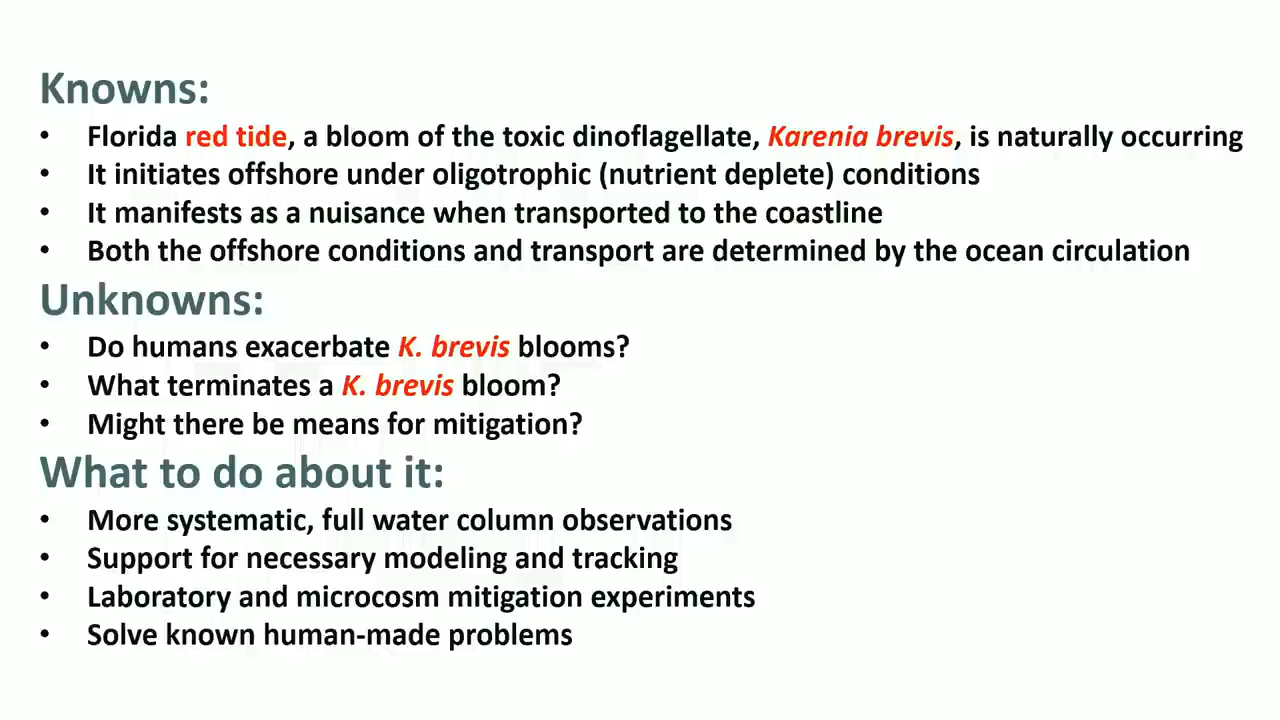 Knowns:
• Florida red tide, a bloom of the toxic dinoflagellate, Karenia brevis, is naturally occurring
• It initiates offshore under oligotrophic (nutrient deplete) conditions
• It manifests as a nuisance when transported to the coastline
• Both the offshore conditions and transport are determined by the ocean circulation
Unknowns:
• Do humans exacerbate K. brevis blooms?
• What terminates a K. brevis bloom?
• Might there be means for mitigation?
What to do about it:
• More systematic, full water column observations
• Support for necessary modeling and tracking
• Laboratory and microcosm mitigation experiments
• Solve known human-made problems